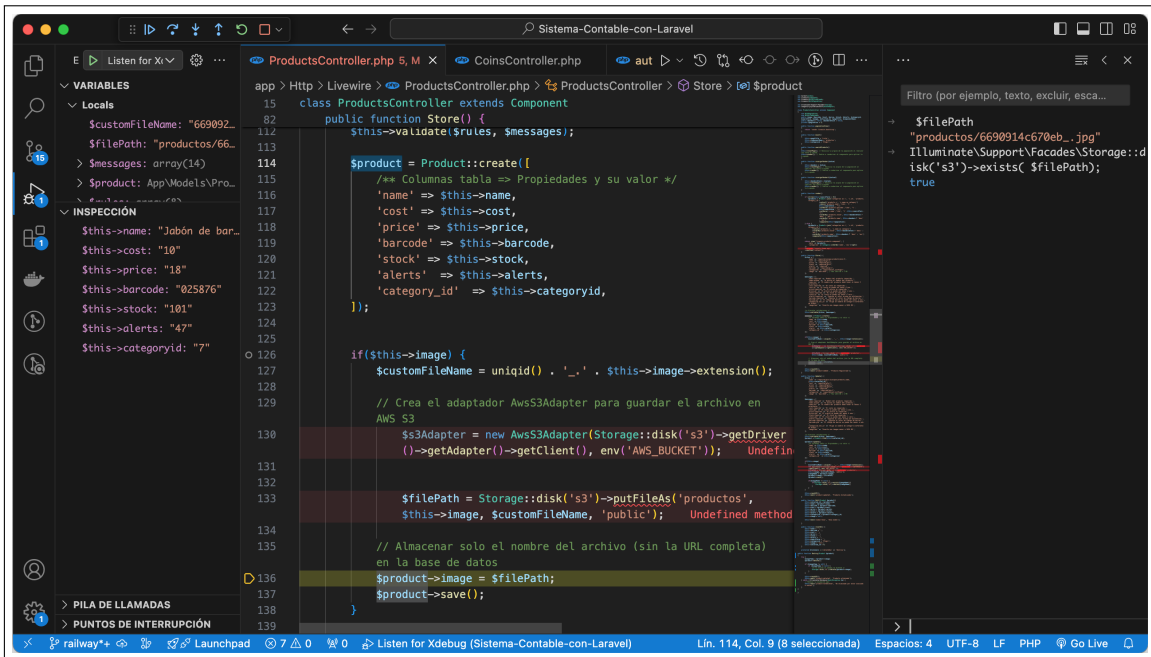 Sistema-Contable-con-Laravel
E Listen for X
ProductsController.php 5, M
CoinsController.php
aut
app > Http > Livewire > ProductsController.php > ProductsController > Store > $product
VARIABLES
Locals
$customFileName: "669092…
$filePath: "productos/66…
> $messages: array(14)
> $product: App\Models\Pro…
INSPECCIÓN
$this->name: "Jabón de bar…
$this->cost: "10"
$this->price: "18"
$this->barcode: "025876"
$this->stock: "101"
$this->alerts: "47"
$this->categoryid: "7"
> PILA DE LLAMADAS
> PUNTOS DE INTERRUPCIÓN
15 class ProductsController extends Component
82 public function Store() {
112 $this->validate($rules, $messages);
113
114 $product = Product::create([
115 /** Columnas tabla => Propiedades y su valor */
116 'name' => $this->name,
117 'cost' => $this->cost,
118 'price' => $this->price,
119 'barcode' => $this->barcode,
120 'stock' => $this->stock,
121 'alerts' => $this->alerts,
122 'category_id' => $this->categoryid,
123 ]);
124
125
126 if($this->image) {
127 $customFileName = uniqid() . '_.' . $this->image->extension();
128
129 // Crea el adaptador AwsS3Adapter para guardar el archivo en
AWS S3
130 $s3Adapter = new AwsS3Adapter(Storage::disk('s3')->getDriver
()->getAdapter()->getClient(), env('AWS_BUCKET')); Undefin
131
132
133 $filePath = Storage::disk('s3')->putFileAs('productos',
$this->image, $customFileName, 'public'); Undefined method
134
135 // Almacenar solo el nombre del archivo (sin la URL completa)
en la base de datos
136 $product->image = $filePath;
137 $product->save();
138 }
139
Filtro (por ejemplo, texto, excluir, esca...
$filePath
"productos/6690914c670eb_.jpg"
Illuminate\Support\Facades\Storage::d
isk('s3')->exists( $filePath);
true
>
15
1
1
1
railway*+ Launchpad 7 0 0 Listen for Xdebug (Sistema-Contable-con-Laravel) Lín. 114, Col. 9 (8 seleccionada) Espacios: 4 UTF-8 LF PHP Go Live